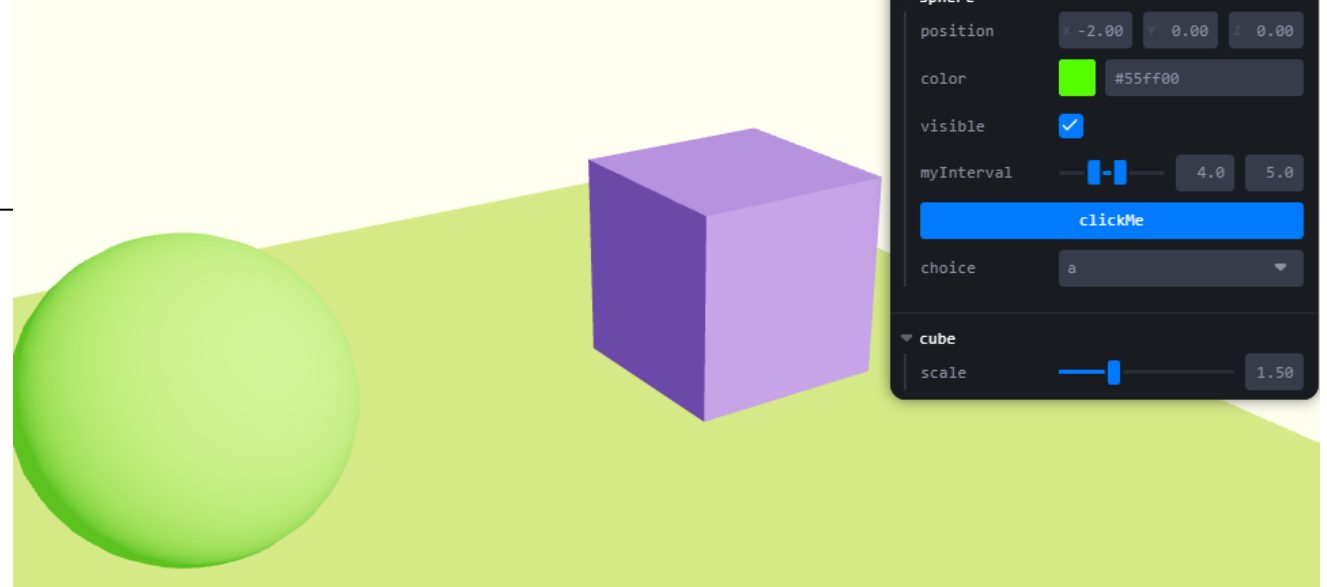 sphere
position X -2.00 Y 0.00 Z 0.00
color #55ff00
visible
myInterval 4.0 5.0
clickMe
choice a
cube
scale 1.50